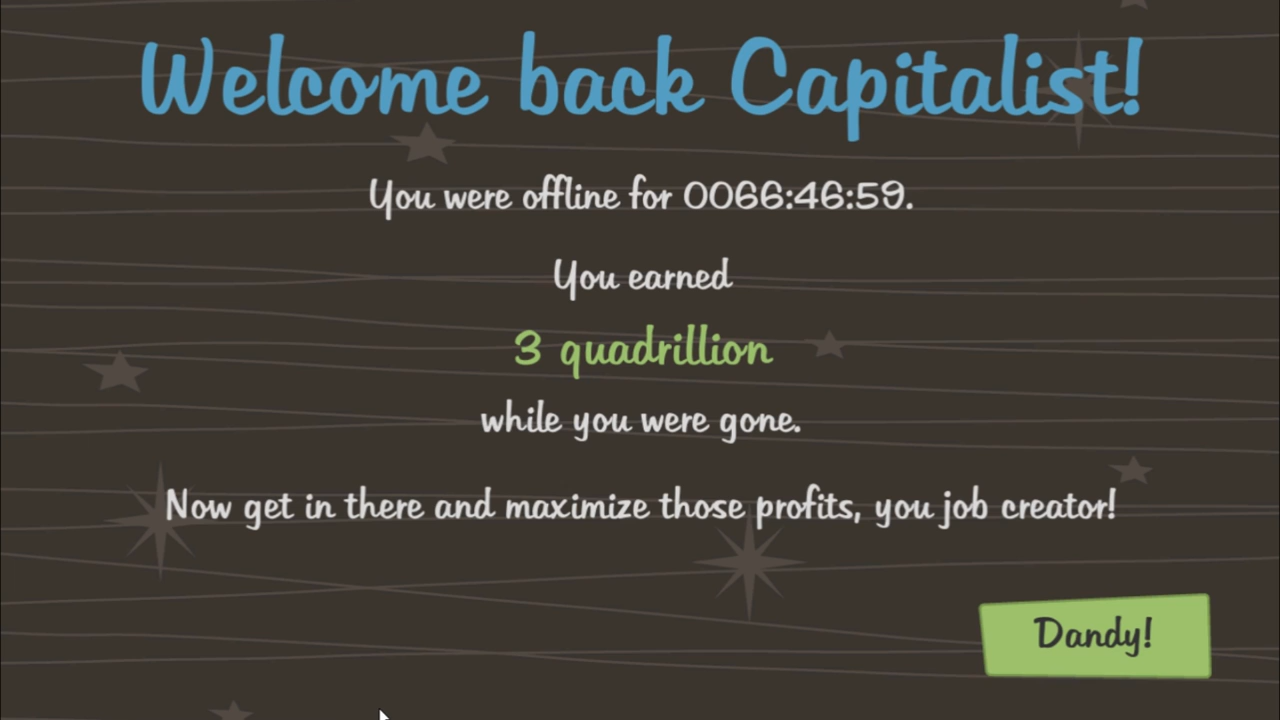 Welcome back Capitalist!
You were offline for 0066:46:59.
You earned
3 quadrillion
while you were gone.
Now get in there and maximize those profits, you job creator!
Dandy!